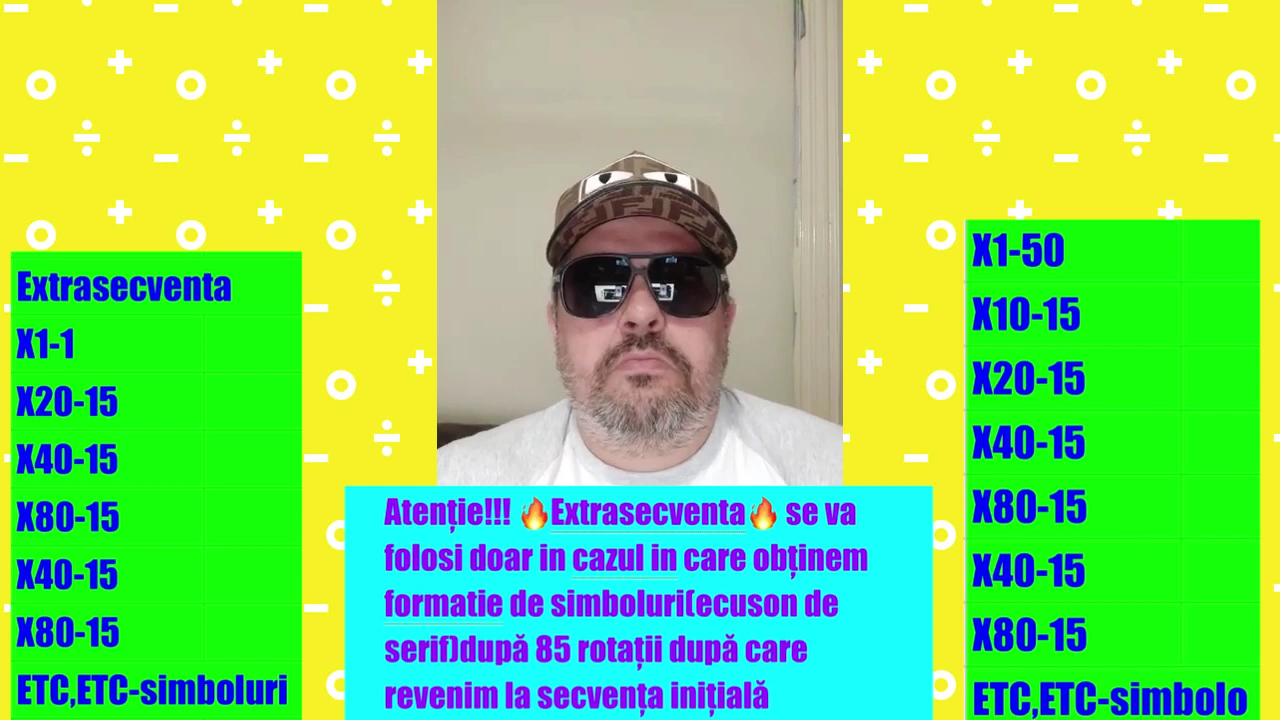 Extrasecventa
X1-1
X20-15
X40-15
X80-15
X40-15
X80-15
ETC,ETC-simboluri
Atenție!!! 🔥Extrasecventa🔥 se va
folosi doar in cazul in care obținem
formatie de simboluri(ecuson de
serif)după 85 rotații după care
revenim la secvența inițială
X1-50
X10-15
X20-15
X40-15
X80-15
X40-15
X80-15
ETC,ETC-simbolo